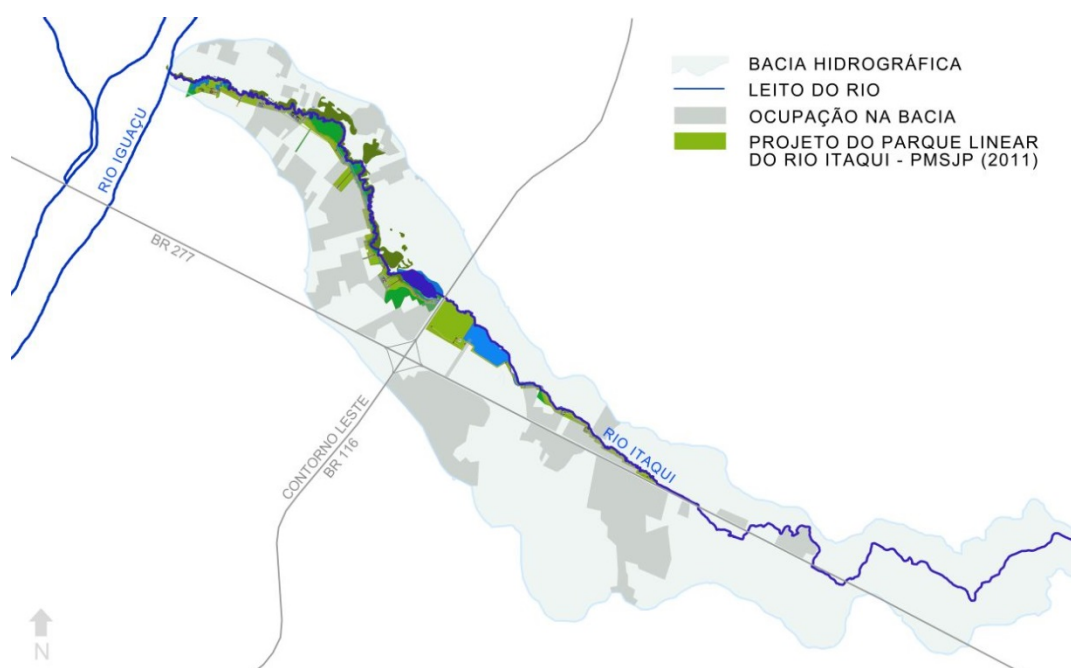 BACIA HIDROGRÁFICA
LEITO DO RIO
OCUPAÇÃO NA BACIA
PROJETO DO PARQUE LINEAR
DO RIO ITAQUI - PMSJP (2011)
RIO IGUAÇU
BR 277
CONTORNO LESTE
BR 116
RIO ITAQUI
N